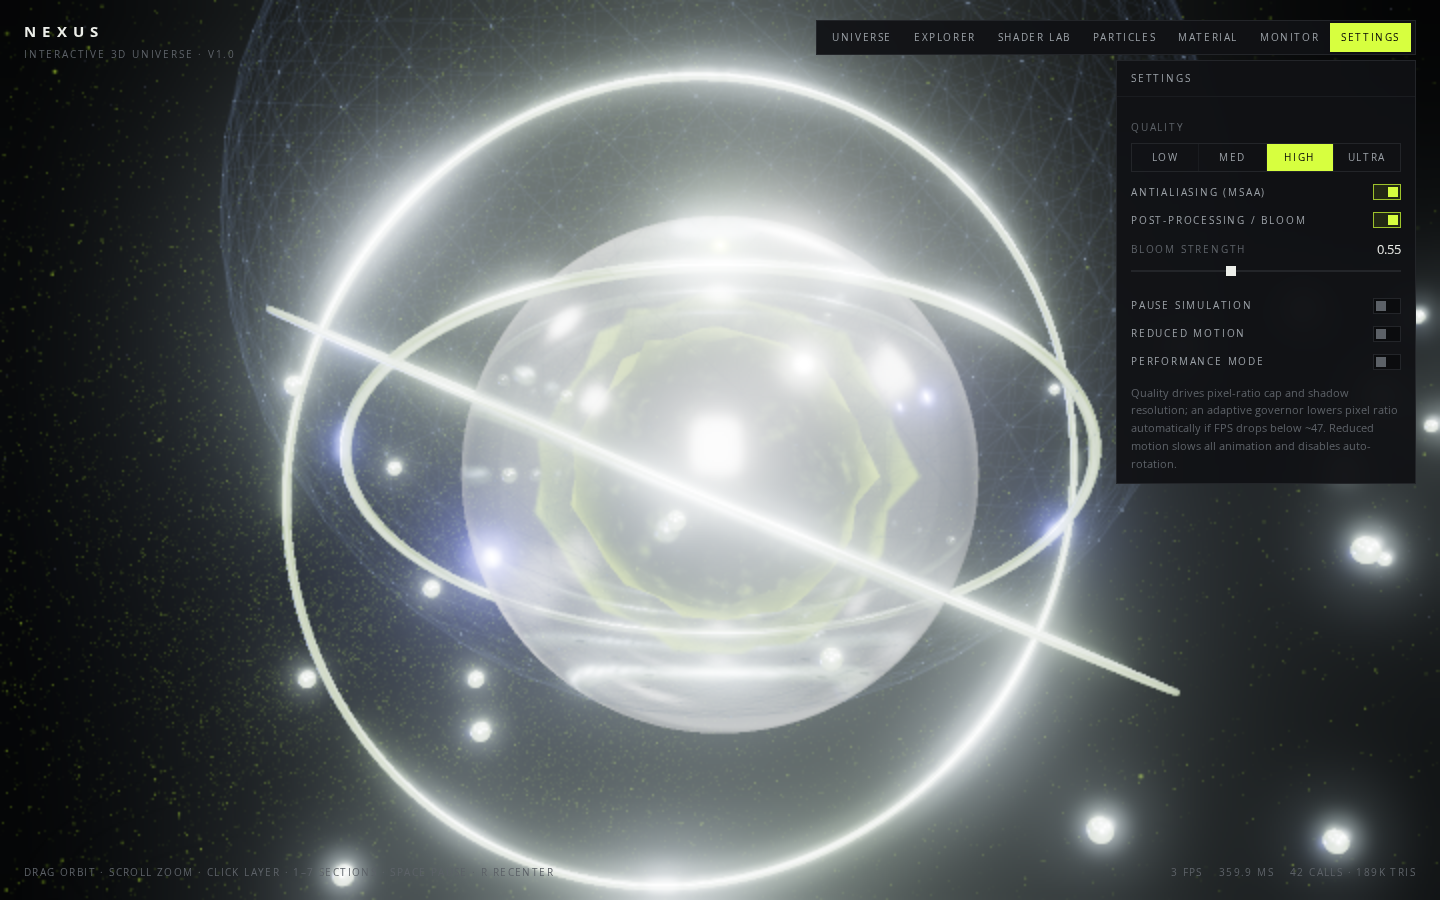 NEXUS
INTERACTIVE 3D UNIVERSE · V1.0
UNIVERSE EXPLORER SHADER LAB PARTICLES MATERIAL MONITOR SETTINGS
SETTINGS
QUALITY
LOW MED HIGH ULTRA
ANTIALIASING (MSAA)
POST-PROCESSING / BLOOM
BLOOM STRENGTH 0.55
PAUSE SIMULATION
REDUCED MOTION
PERFORMANCE MODE
Quality drives pixel-ratio cap and shadow
resolution; an adaptive governor lowers pixel ratio
automatically if FPS drops below ~47. Reduced
motion slows all animation and disables auto-
rotation.
DRAG ORBIT · SCROLL ZOOM · CLICK LAYER · 1–7 SECTION · SPACE R RECENTER
3 FPS 359.9 MS 42 CALLS · 189K TRIS